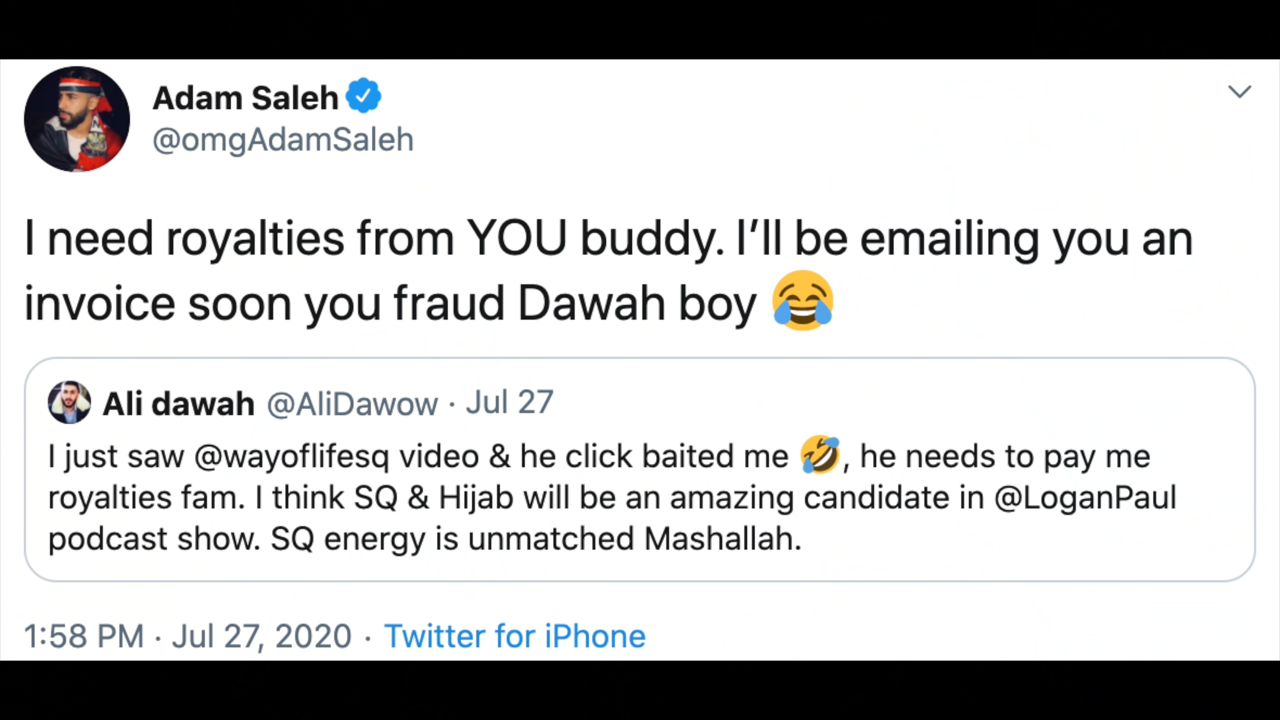 Adam Saleh
@omgAdamSaleh
I need royalties from YOU buddy. I’ll be emailing you an
invoice soon you fraud Dawah boy 😂
Ali dawah @AliDawow · Jul 27
I just saw @wayoflifesq video & he click baited me 🤣, he needs to pay me
royalties fam. I think SQ & Hijab will be an amazing candidate in @LoganPaul
podcast show. SQ energy is unmatched Mashallah.
1:58 PM · Jul 27, 2020 · Twitter for iPhone